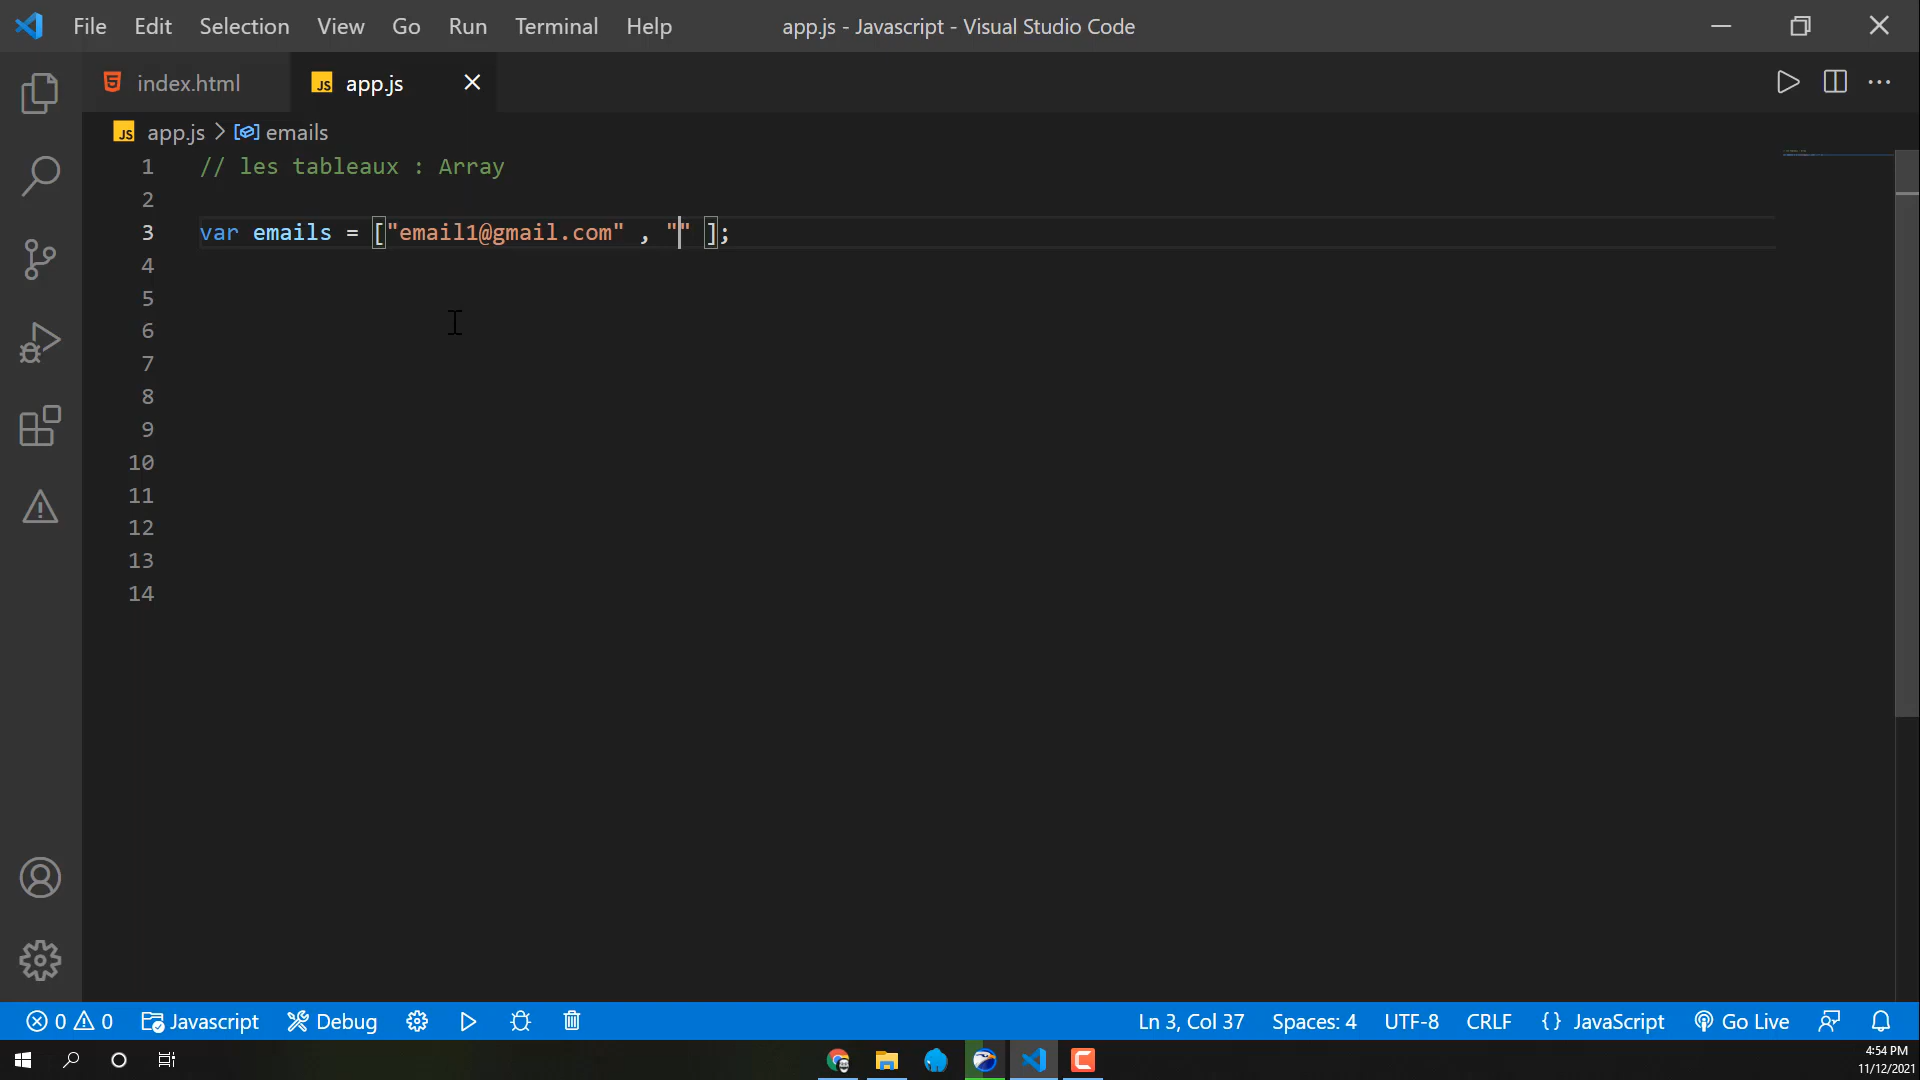 File Edit Selection View Go Run Terminal Help app.js - Javascript - Visual Studio Code
index.html JS app.js
JS app.js > emails
1 // les tableaux : Array
2
3 var emails = ["email1@gmail.com" , "" ];
4
5
6
7
8
9
10
11
12
13
14
0 0 Javascript Debug Ln 3, Col 37 Spaces: 4 UTF-8 CRLF {} JavaScript Go Live
4:54 PM
11/12/2021